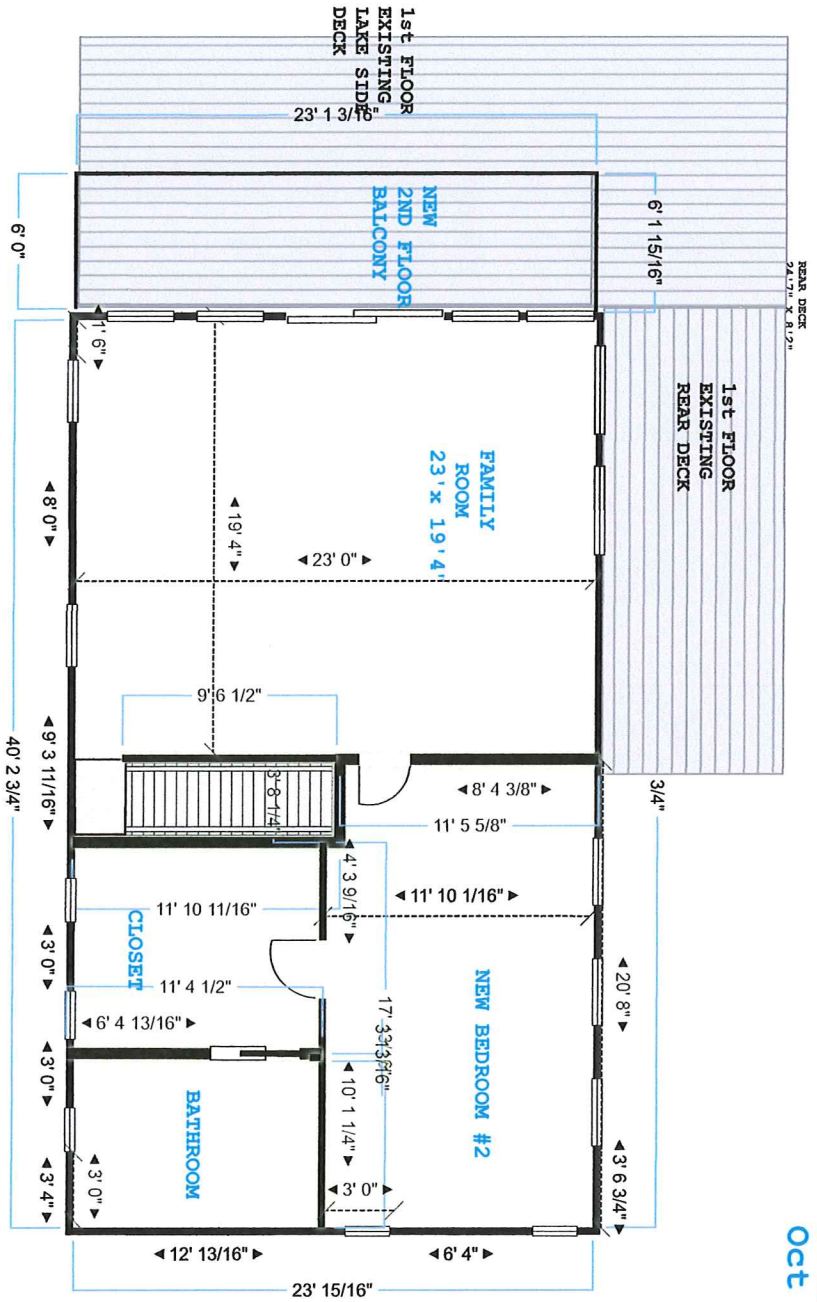 Oct
REAR DECK
24'7" X 8'2"
1st FLOOR
EXISTING
LAKE SIDE
DECK
23' 1 3/16"
NEW
2ND FLOOR
BALCONY
6' 1 15/16"
6' 0"
1st FLOOR
EXISTING
REAR DECK
1' 6"
FAMILY
ROOM
23'x 19'4'
19' 4"
23' 0"
8' 0"
9' 6 1/2"
9' 3 11/16"
40' 2 3/4"
3/4"
3' 8 1/4"
8' 4 3/8"
11' 5 5/8"
4' 3 9/16"
11' 10 1/16"
11' 10 11/16"
CLOSET
3' 0"
11' 4 1/2"
6' 4 13/16"
20' 8"
NEW BEDROOM #2
10' 1 1/4"
3' 0"
BATHROOM
3' 0"
3' 0"
3' 4"
3' 6 3/4"
12' 13/16"
6' 4"
23' 15/16"